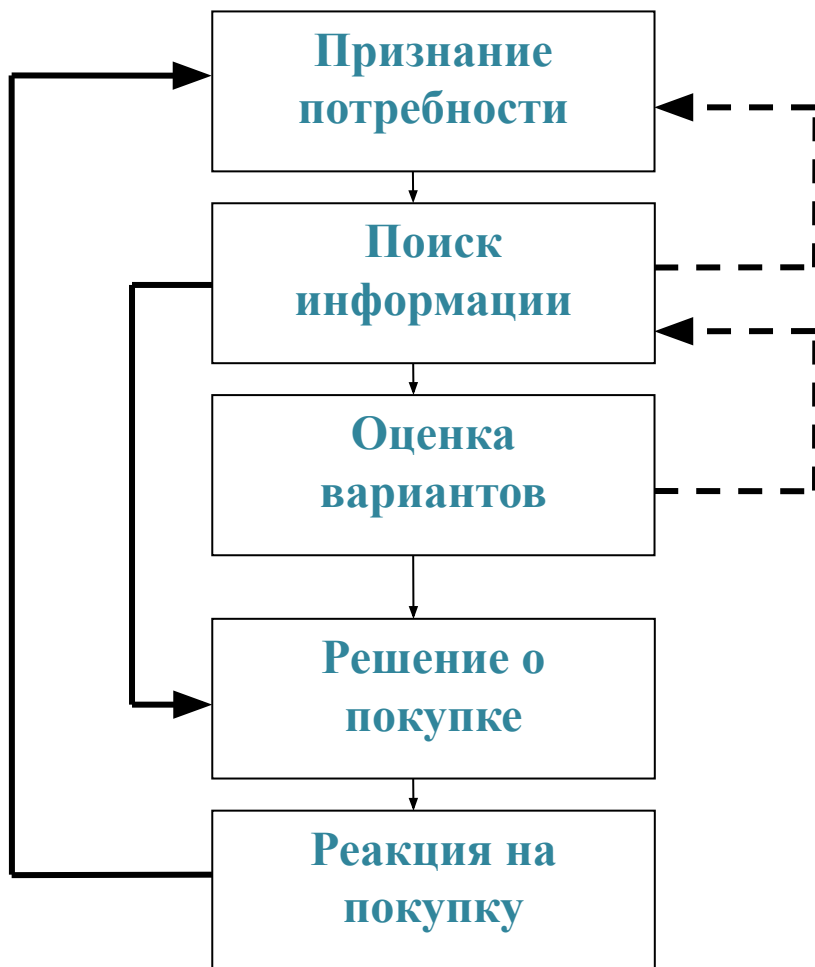 Признание
потребности
Поиск
информации
Оценка
вариантов
Решение о
покупке
Реакция на
покупку